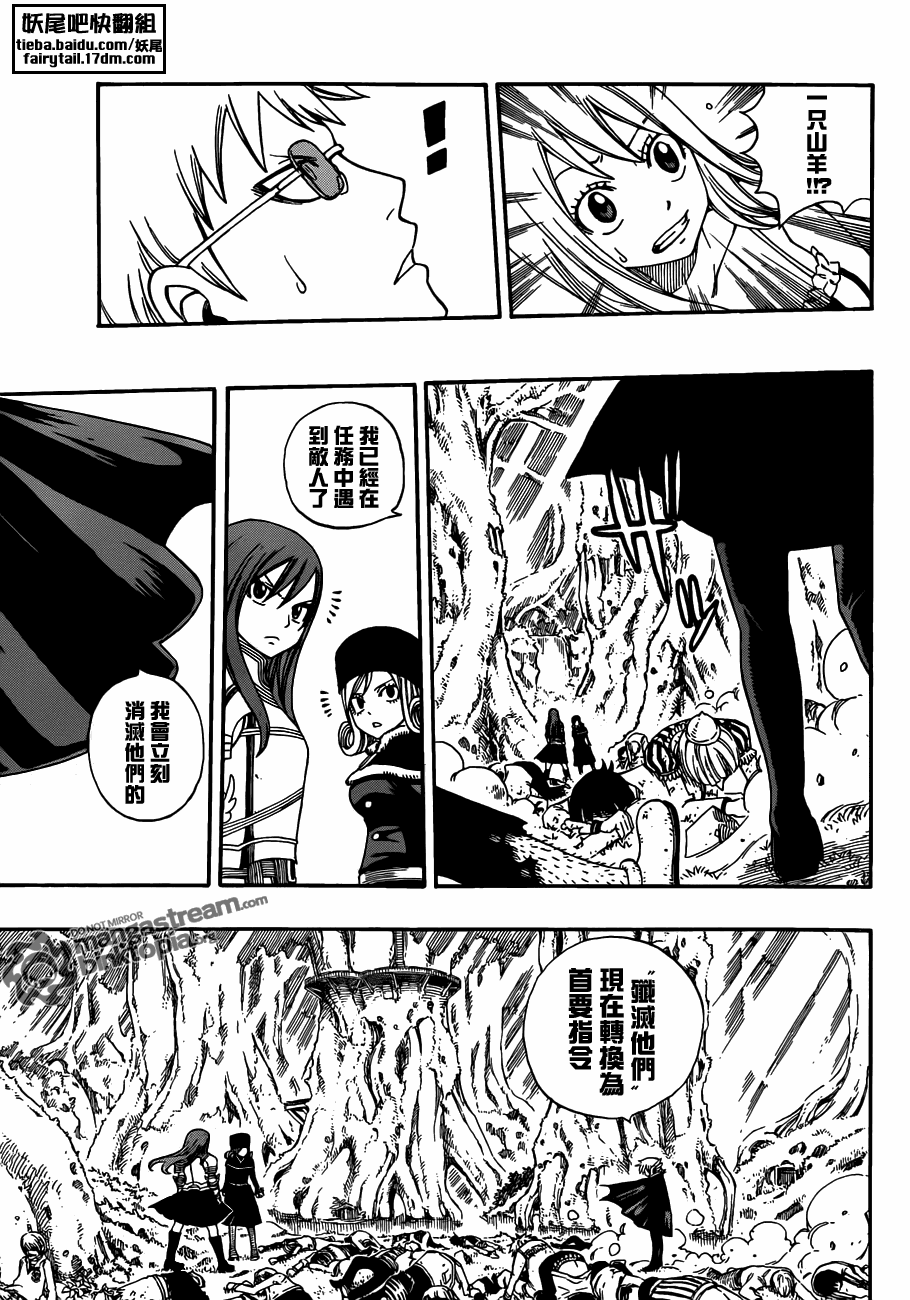 妖尾吧快翻組
tieba.baidu.com/妖尾
fairytail.17dm.com
一只山羊!!?
!
我已經在
任務中遇
到敵人了
我會立刻
消滅他們的
DO NOT MIRROR
mangastream.com
binktopia
"殲滅他們"
現在轉換為
首要指令